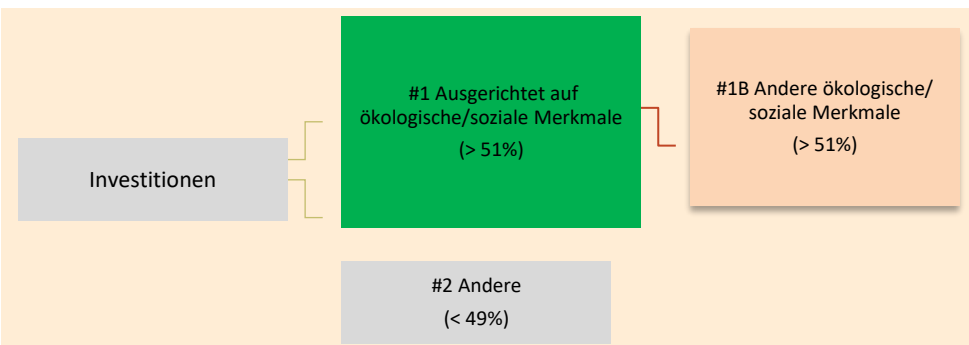 Investitionen
#1 Ausgerichtet auf
ökologische/soziale Merkmale
(> 51%)
#1B Andere ökologische/
soziale Merkmale
(> 51%)
#2 Andere
(< 49%)